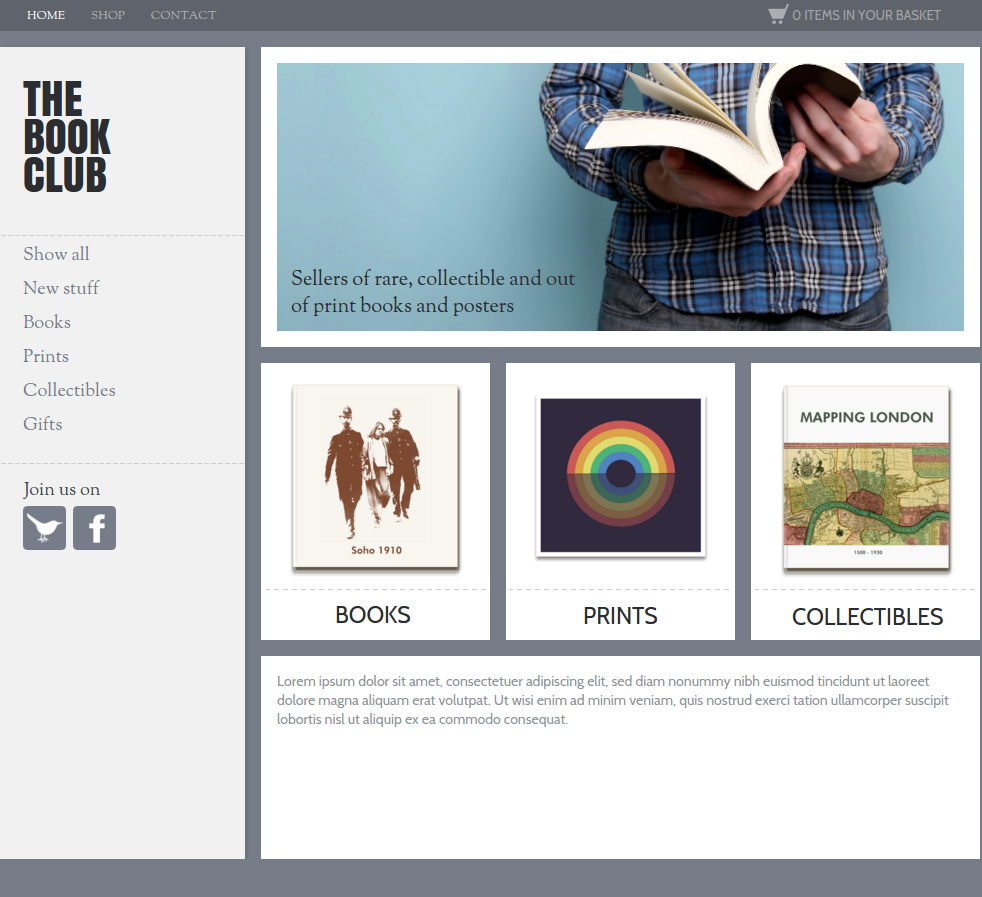 HOME SHOP CONTACT 0 ITEMS IN YOUR BASKET
THE
BOOK
CLUB
Show all
New stuff
Books
Prints
Collectibles
Gifts
Join us on
f
Sellers of rare, collectible and out
of print books and posters
Soho 1910
MAPPING LONDON
1500 - 1930
BOOKS
PRINTS
COLLECTIBLES
Lorem ipsum dolor sit amet, consectetuer adipiscing elit, sed diam nonummy nibh euismod tincidunt ut laoreet
dolore magna aliquam erat volutpat. Ut wisi enim ad minim veniam, quis nostrud exerci tation ullamcorper suscipit
lobortis nisl ut aliquip ex ea commodo consequat.